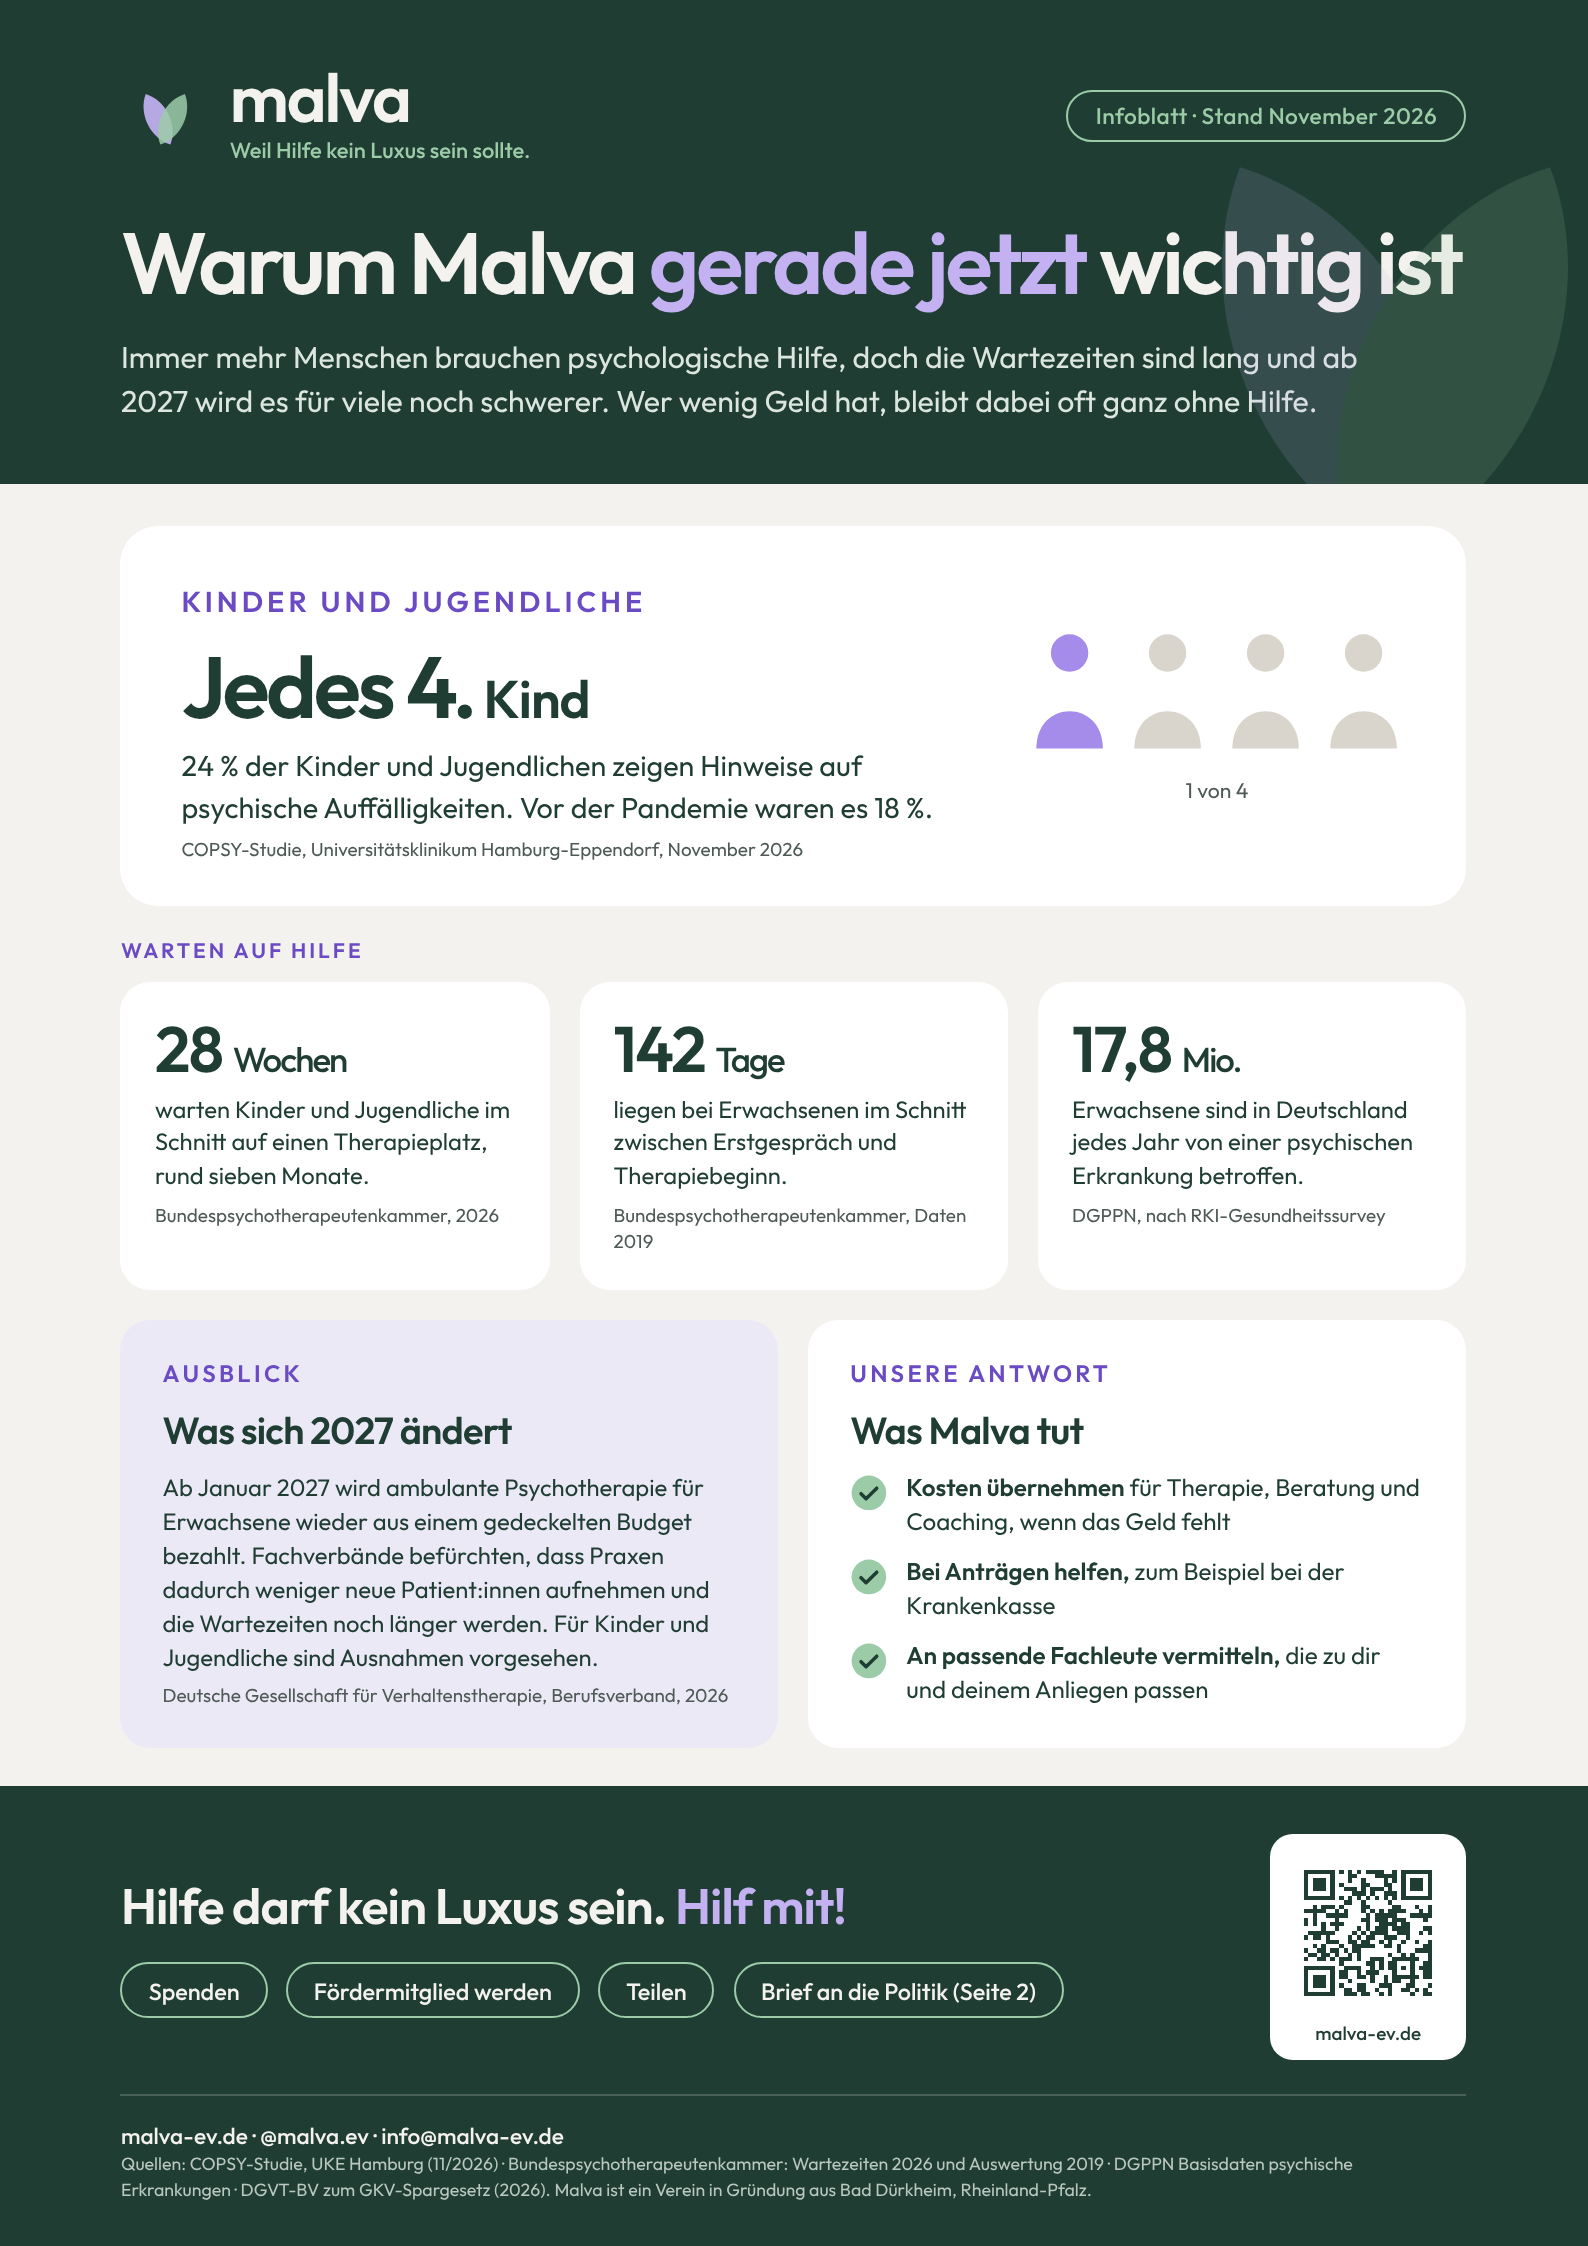 malva
Weil Hilfe kein Luxus sein sollte.
Infoblatt · Stand November 2026
Warum Malva gerade jetzt wichtig ist
Immer mehr Menschen brauchen psychologische Hilfe, doch die Wartezeiten sind lang und ab
2027 wird es für viele noch schwerer. Wer wenig Geld hat, bleibt dabei oft ganz ohne Hilfe.
KINDER UND JUGENDLICHE
Jedes 4. Kind
24 % der Kinder und Jugendlichen zeigen Hinweise auf
psychische Auffälligkeiten. Vor der Pandemie waren es 18 %.
COPSY-Studie, Universitätsklinikum Hamburg-Eppendorf, November 2026
1 von 4
WARTEN AUF HILFE
28 Wochen
warten Kinder und Jugendliche im
Schnitt auf einen Therapieplatz,
rund sieben Monate.
Bundespsychotherapeutenkammer, 2026
142 Tage
liegen bei Erwachsenen im Schnitt
zwischen Erstgespräch und
Therapiebeginn.
Bundespsychotherapeutenkammer, Daten
2019
17,8 Mio.
Erwachsene sind in Deutschland
jedes Jahr von einer psychischen
Erkrankung betroffen.
DGPPN, nach RKI-Gesundheitssurvey
AUSBLICK
Was sich 2027 ändert
Ab Januar 2027 wird ambulante Psychotherapie für
Erwachsene wieder aus einem gedeckelten Budget
bezahlt. Fachverbände befürchten, dass Praxen
dadurch weniger neue Patient:innen aufnehmen und
die Wartezeiten noch länger werden. Für Kinder und
Jugendliche sind Ausnahmen vorgesehen.
Deutsche Gesellschaft für Verhaltenstherapie, Berufsverband, 2026
UNSERE ANTWORT
Was Malva tut
Kosten übernehmen für Therapie, Beratung und
Coaching, wenn das Geld fehlt
Bei Anträgen helfen, zum Beispiel bei der
Krankenkasse
An passende Fachleute vermitteln, die zu dir
und deinem Anliegen passen
Hilfe darf kein Luxus sein. Hilf mit!
Spenden
Fördermitglied werden
Teilen
Brief an die Politik (Seite 2)
malva-ev.de
malva-ev.de · @malva.ev · info@malva-ev.de
Quellen: COPSY-Studie, UKE Hamburg (11/2026) · Bundespsychotherapeutenkammer: Wartezeiten 2026 und Auswertung 2019 · DGPPN Basisdaten psychische
Erkrankungen · DGVT-BV zum GKV-Spargesetz (2026). Malva ist ein Verein in Gründung aus Bad Dürkheim, Rheinland-Pfalz.